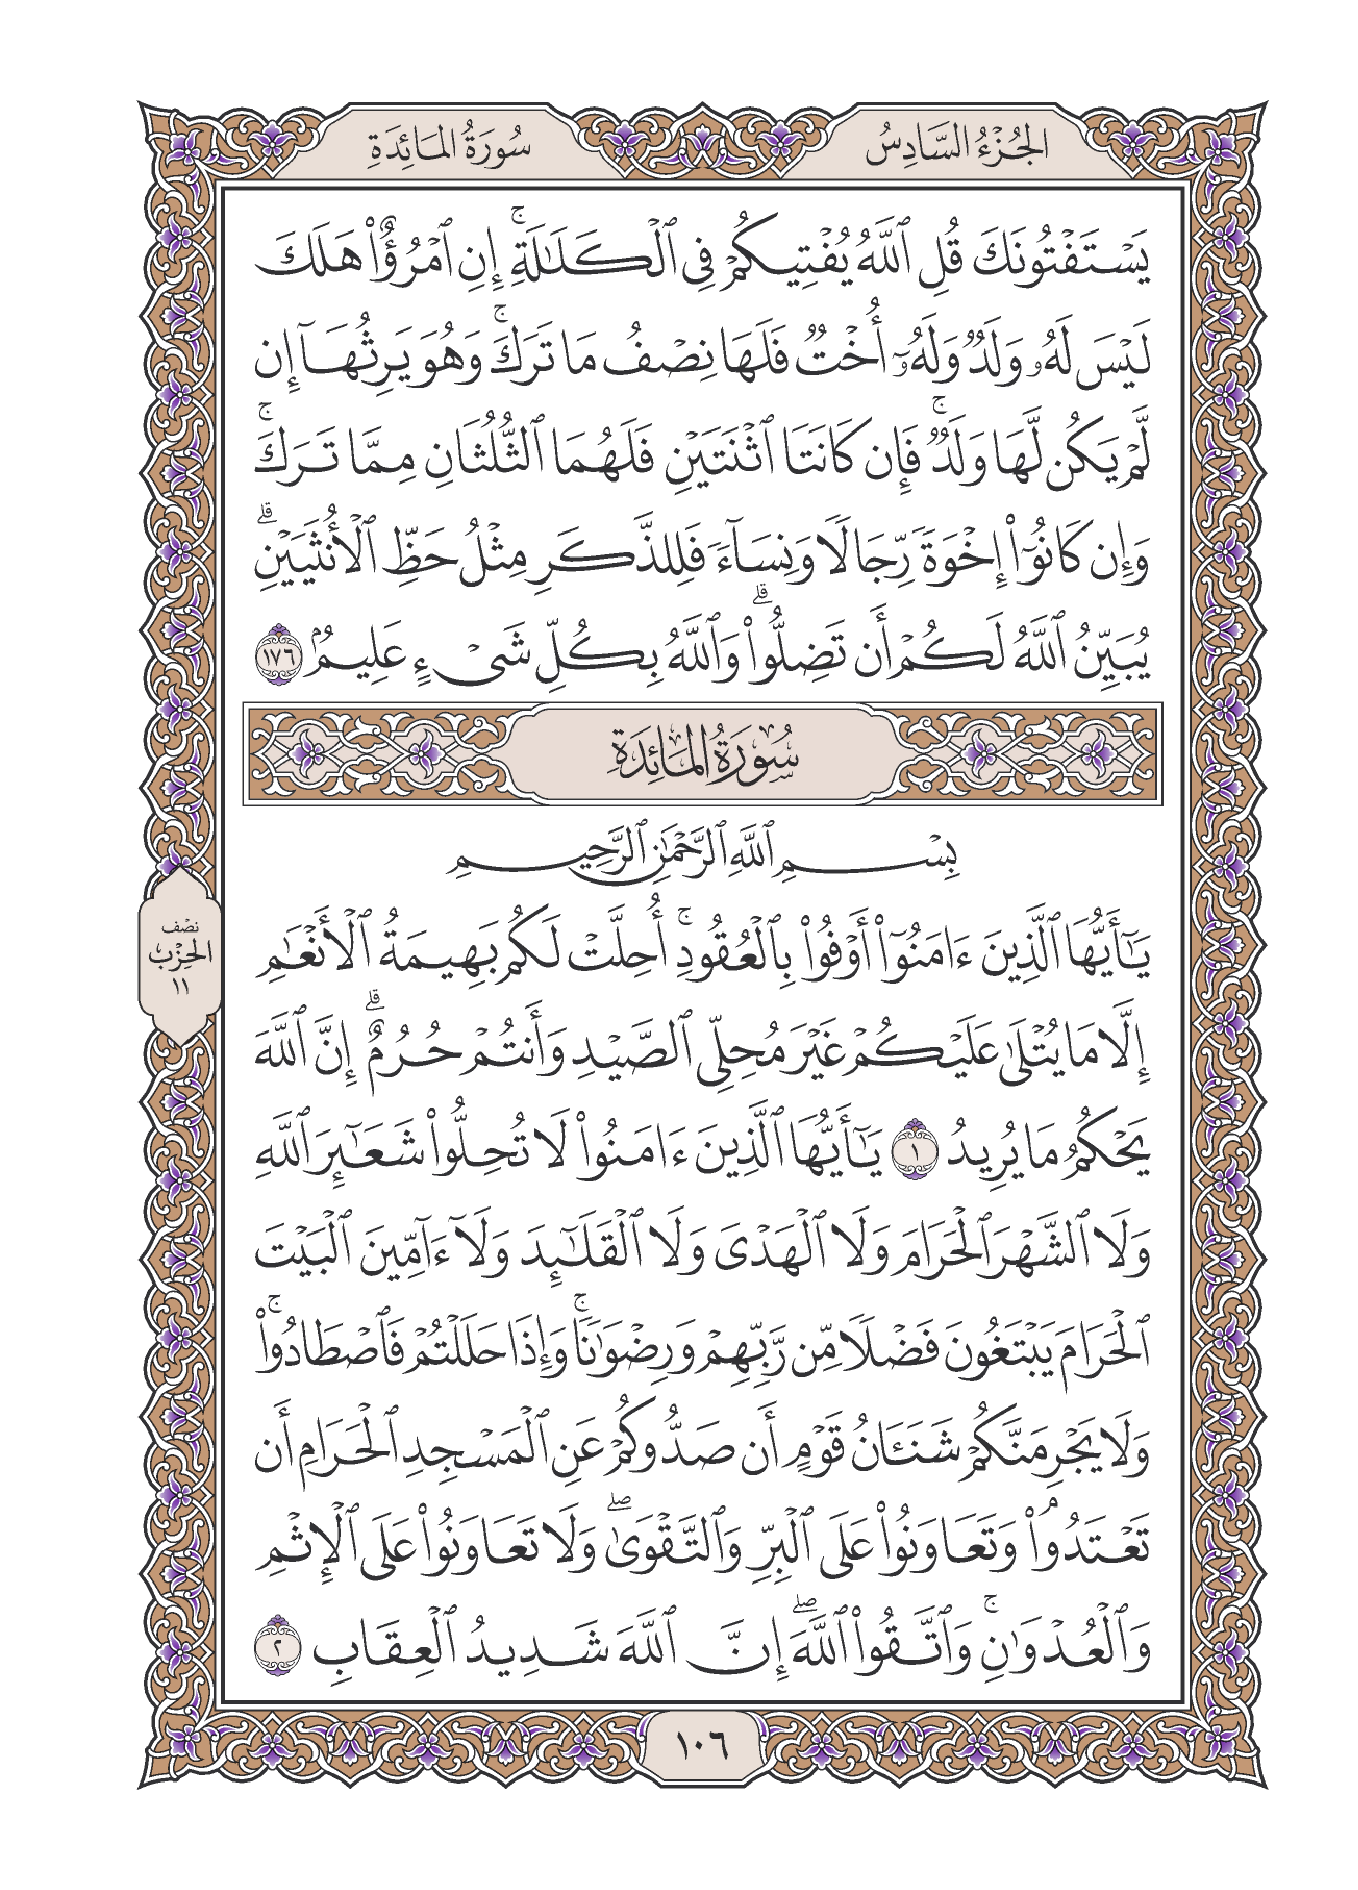 الجُزْءُ السَّادِسُ
سُورَةُ المَائِدَةِ
يَسْتَفْتُونَكَ قُلِ ٱللَّهُ يُفْتِيكُمْ فِى ٱلْكَلَـٰلَةِ ۚ إِنِ ٱمْرُؤٌا۟ هَلَكَ
لَيْسَ لَهُۥ وَلَدٌ وَلَهُۥٓ أُخْتٌ فَلَهَا نِصْفُ مَا تَرَكَ ۚ وَهُوَ يَرِثُهَآ إِن
لَّمْ يَكُن لَّهَا وَلَدٌ ۚ فَإِن كَانَتَا ٱثْنَتَيْنِ فَلَهُمَا ٱلثُّلُثَانِ مِمَّا تَرَكَ ۚ
وَإِن كَانُوٓا۟ إِخْوَةً رِّجَالًا وَنِسَآءً فَلِلذَّكَرِ مِثْلُ حَظِّ ٱلْأُنثَيَيْنِ ۗ
يُبَيِّنُ ٱللَّهُ لَكُمْ أَن تَضِلُّوا۟ ۗ وَٱللَّهُ بِكُلِّ شَىْءٍ عَلِيمٌۢ ١٧٦
سُورَةُ المَائِدَةِ
بِسْمِ ٱللَّهِ ٱلرَّحْمَـٰنِ ٱلرَّحِيمِ
يَـٰٓأَيُّهَا ٱلَّذِينَ ءَامَنُوٓا۟ أَوْفُوا۟ بِٱلْعُقُودِ ۚ أُحِلَّتْ لَكُم بَهِيمَةُ ٱلْأَنْعَـٰمِ
إِلَّا مَا يُتْلَىٰ عَلَيْكُمْ غَيْرَ مُحِلِّى ٱلصَّيْدِ وَأَنتُمْ حُرُمٌ ۗ إِنَّ ٱللَّهَ
يَحْكُمُ مَا يُرِيدُ ١ يَـٰٓأَيُّهَا ٱلَّذِينَ ءَامَنُوا۟ لَا تُحِلُّوا۟ شَعَـٰٓئِرَ ٱللَّهِ
وَلَا ٱلشَّهْرَ ٱلْحَرَامَ وَلَا ٱلْهَدْىَ وَلَا ٱلْقَلَـٰٓئِدَ وَلَآ ءَآمِّينَ ٱلْبَيْتَ
ٱلْحَرَامَ يَبْتَغُونَ فَضْلًا مِّن رَّبِّهِمْ وَرِضْوَٰنًا ۚ وَإِذَا حَلَلْتُمْ فَٱصْطَادُوا۟ ۚ
وَلَا يَجْرِمَنَّكُمْ شَنَـَٔانُ قَوْمٍ أَن صَدُّوكُمْ عَنِ ٱلْمَسْجِدِ ٱلْحَرَامِ أَن
تَعْتَدُوا۟ ۘ وَتَعَاوَنُوا۟ عَلَى ٱلْبِرِّ وَٱلتَّقْوَىٰ ۖ وَلَا تَعَاوَنُوا۟ عَلَى ٱلْإِثْمِ
وَٱلْعُدْوَٰنِ ۚ وَٱتَّقُوا۟ ٱللَّهَ ۖ إِنَّ ٱللَّهَ شَدِيدُ ٱلْعِقَابِ ٢
نصف
الحِزْب
١١
١٠٦